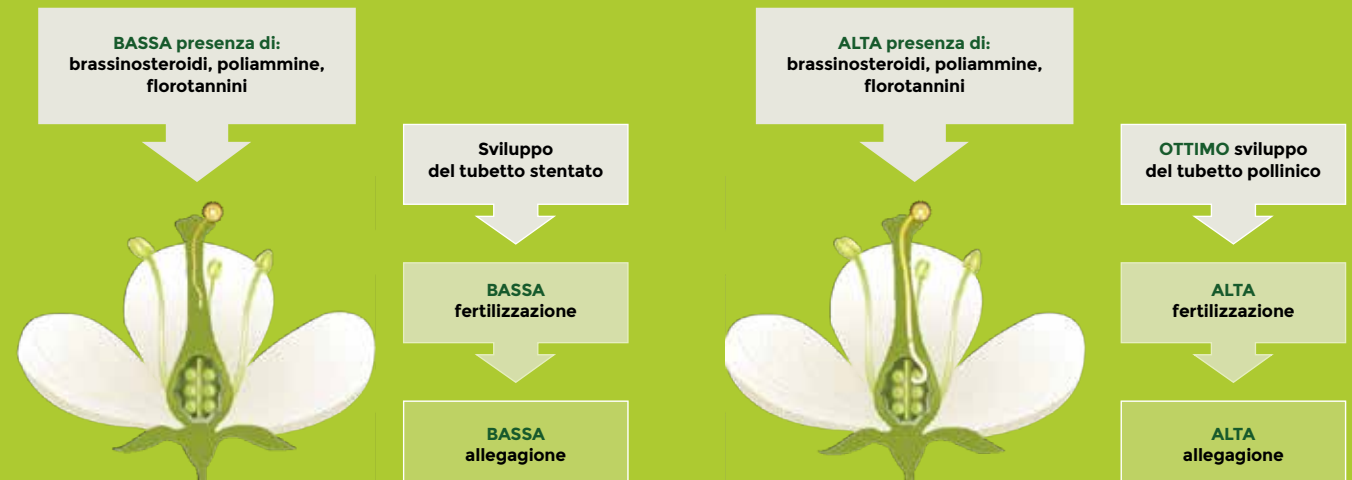 BASSA presenza di:
brassinosteroidi, poliammine,
florotannini
Sviluppo
del tubetto stentato
BASSA
fertilizzazione
BASSA
allegagione
ALTA presenza di:
brassinosteroidi, poliammine,
florotannini
OTTIMO sviluppo
del tubetto pollinico
ALTA
fertilizzazione
ALTA
allegagione